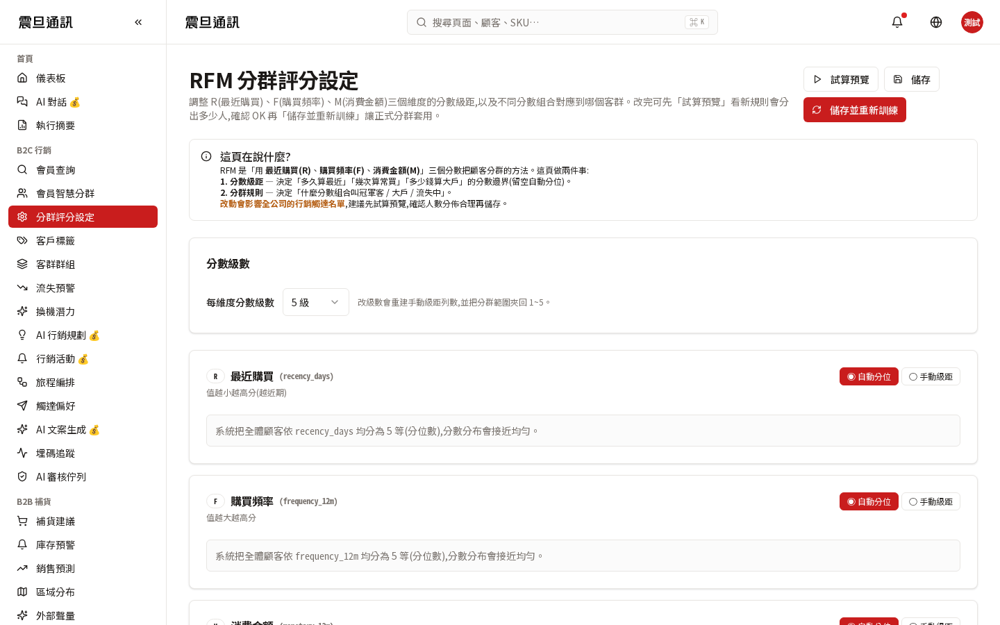 震旦通訊
震旦通訊
搜尋頁面、顧客、SKU…
⌘ K
測試
首頁
儀表板
AI 對話 💰
執行摘要
B2C 行銷
會員查詢
會員智慧分群
分群評分設定
客戶標籤
客群群組
流失預警
換機潛力
AI 行銷規劃 💰
行銷活動 💰
旅程編排
觸達偏好
AI 文案生成 💰
埋碼追蹤
AI 審核佇列
B2B 補貨
補貨建議
庫存預警
銷售預測
區域分布
外部聲量
RFM 分群評分設定
調整 R(最近購買)、F(購買頻率)、M(消費金額)三個維度的分數級距,以及不同分數組合對應到哪個客群。改完可先「試算預覽」看新規則會分
出多少人,確認 OK 再「儲存並重新訓練」讓正式分群套用。
試算預覽
儲存
儲存並重新訓練
這頁在說什麼?
RFM 是「用 最近購買(R)、購買頻率(F)、消費金額(M)」三個分數把顧客分群的方法。這頁做兩件事:
1. 分數級距 — 決定「多久算最近」「幾次算常買」「多少錢算大戶」的分數邊界(留空自動分位)。
2. 分群規則 — 決定「什麼分數組合叫冠軍客 / 大戶 / 流失中」。
改動會影響全公司的行銷觸達名單,建議先試算預覽,確認人數分佈合理再儲存。
分數級數
每維度分數級數
5 級
改級數會重建手動級距列數,並把分群範圍夾回 1~5。
R 最近購買 (recency_days)
值越小越高分(越近期)
自動分位
手動級距
系統把全體顧客依 recency_days 均分為 5 等(分位數),分數分布會接近均勻。
F 購買頻率 (frequency_12m)
值越大越高分
自動分位
手動級距
系統把全體顧客依 frequency_12m 均分為 5 等(分位數),分數分布會接近均勻。
M 消費金額 (monetary_12m)
自動分位
手動級距